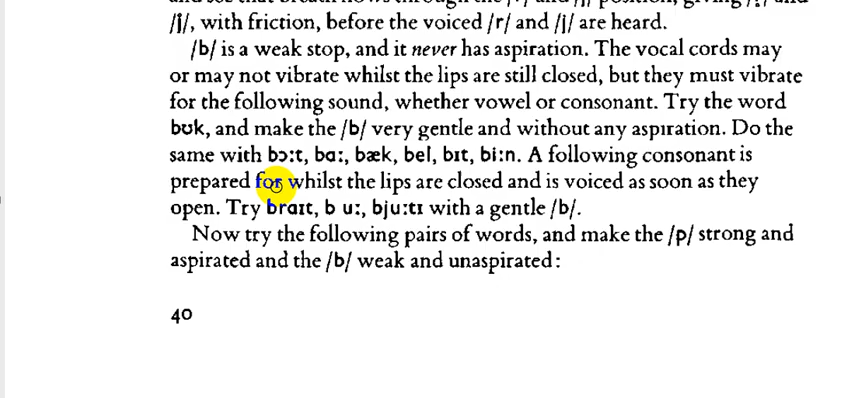 /j̊/, with friction, before the voiced /r/ and /j/ are heard.
/b/ is a weak stop, and it never has aspiration. The vocal cords may
or may not vibrate whilst the lips are still closed, but they must vibrate
for the following sound, whether vowel or consonant. Try the word
bʊk, and make the /b/ very gentle and without any aspiration. Do the
same with bɔːt, bɑː, bæk, bel, bɪt, biːn. A following consonant is
prepared for whilst the lips are closed and is voiced as soon as they
open. Try braɪt, b uː, bjuːtɪ with a gentle /b/.
Now try the following pairs of words, and make the /p/ strong and
aspirated and the /b/ weak and unaspirated:
40